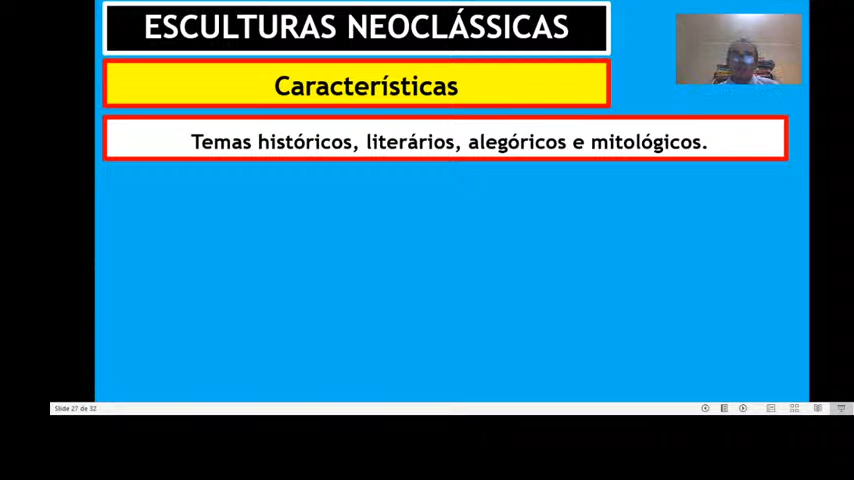 ESCULTURAS NEOCLÁSSICAS
Características
Temas históricos, literários, alegóricos e mitológicos.
Slide 27 de 32